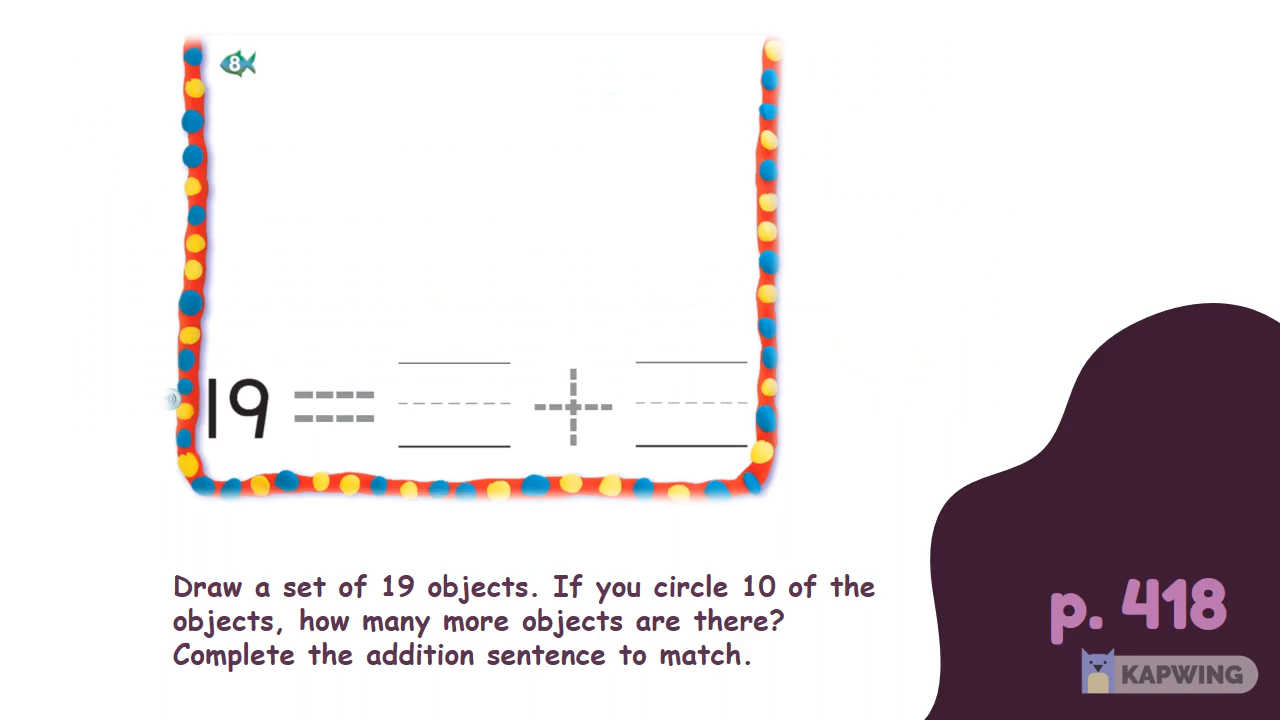 8
19 = +
Draw a set of 19 objects. If you circle 10 of the
objects, how many more objects are there?
Complete the addition sentence to match.
p. 418
KAPWING